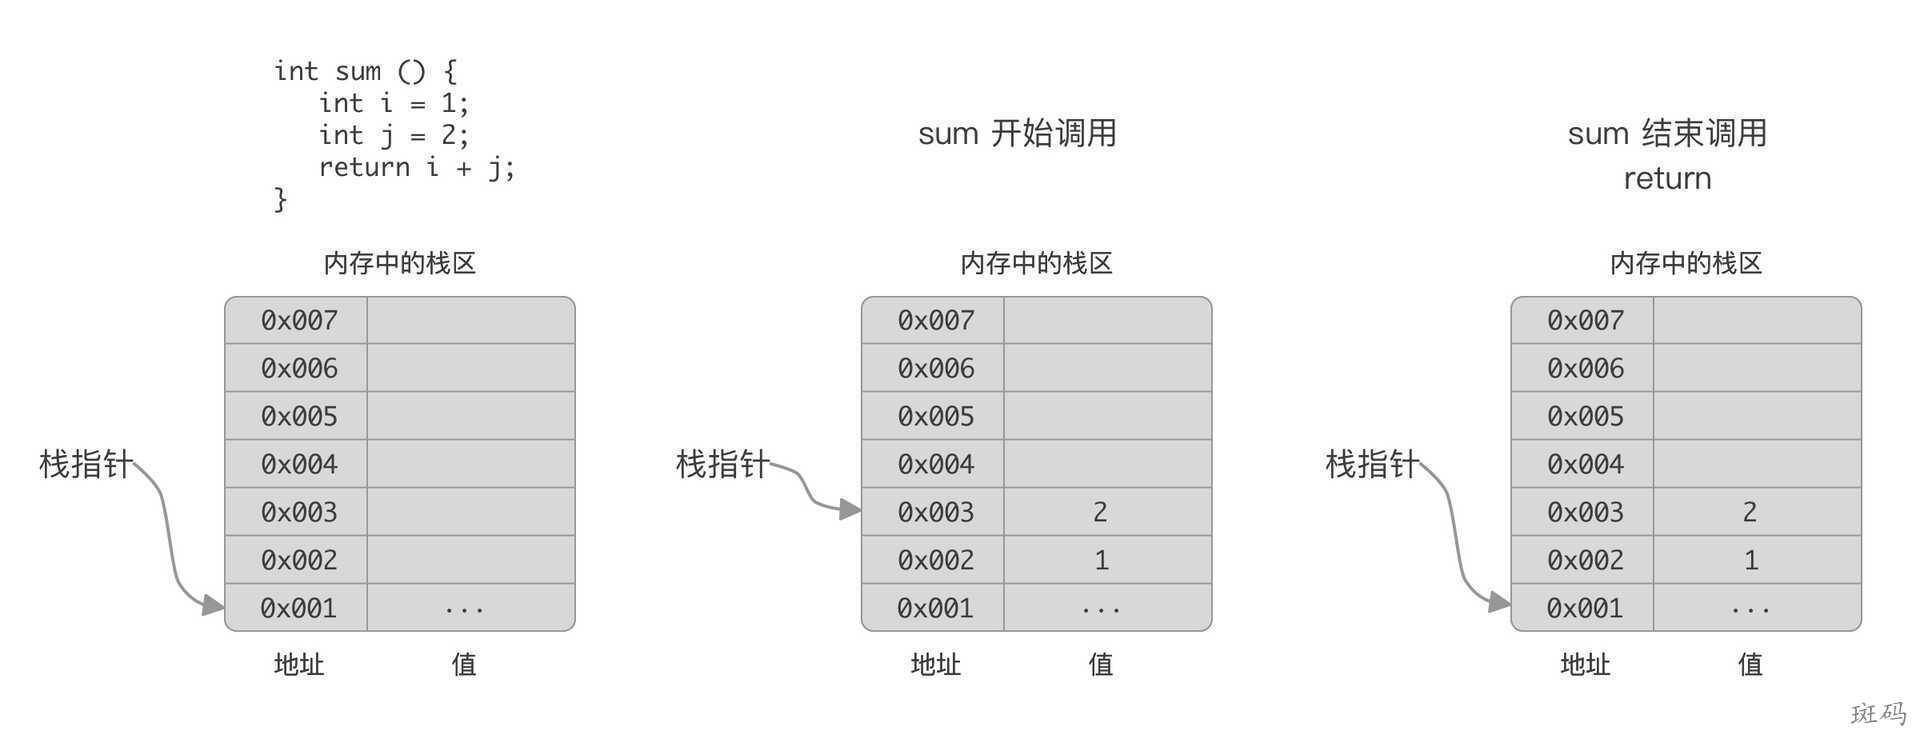 int sum () {
int i = 1;
int j = 2;
return i + j;
}
内存中的栈区
栈指针
0x007
0x006
0x005
0x004
0x003
0x002
0x001 ...
地址 值
sum 开始调用
内存中的栈区
栈指针
0x007
0x006
0x005
0x004
0x003 2
0x002 1
0x001 ...
地址 值
sum 结束调用
return
内存中的栈区
栈指针
0x007
0x006
0x005
0x004
0x003 2
0x002 1
0x001 ...
地址 值
斑码